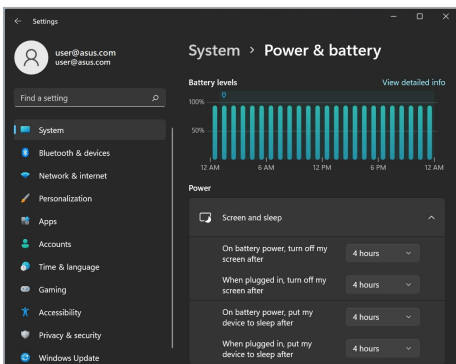 Settings
user@asus.com
user@asus.com
Find a setting
System
Bluetooth & devices
Network & internet
Personalization
Apps
Accounts
Time & language
Gaming
Accessibility
Privacy & security
Windows Update
System > Power & battery
Battery levels
View detailed info
100%
50%
12 AM
6 AM
12 PM
6 PM
12 AM
Power
Screen and sleep
On battery power, turn off my
screen after
4 hours
When plugged in, turn off my
screen after
4 hours
On battery power, put my
device to sleep after
4 hours
When plugged in, put my
device to sleep after
4 hours